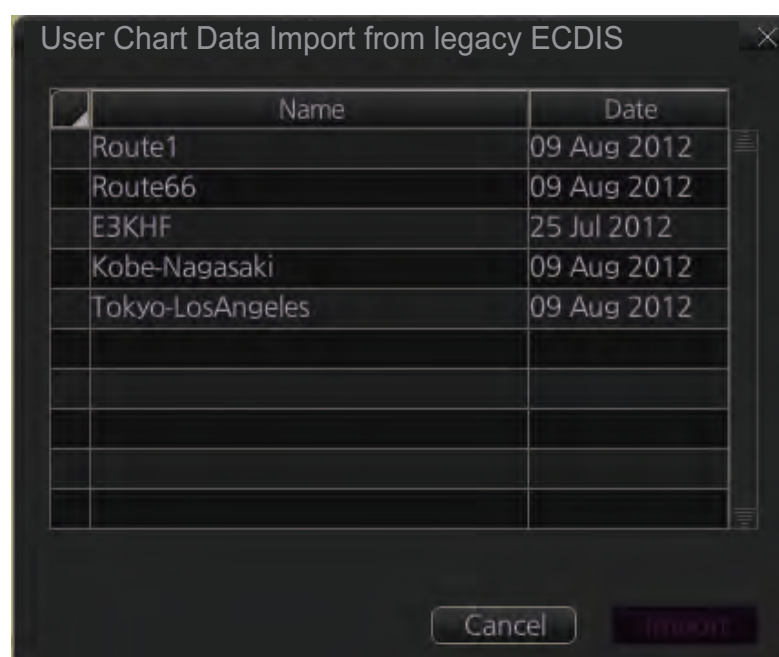 User Chart Data Import from legacy ECDIS
Name Date
Route1 09 Aug 2012
Route66 09 Aug 2012
E3KHF 25 Jul 2012
Kobe-Nagasaki 09 Aug 2012
Tokyo-LosAngeles 09 Aug 2012
Cancel Import